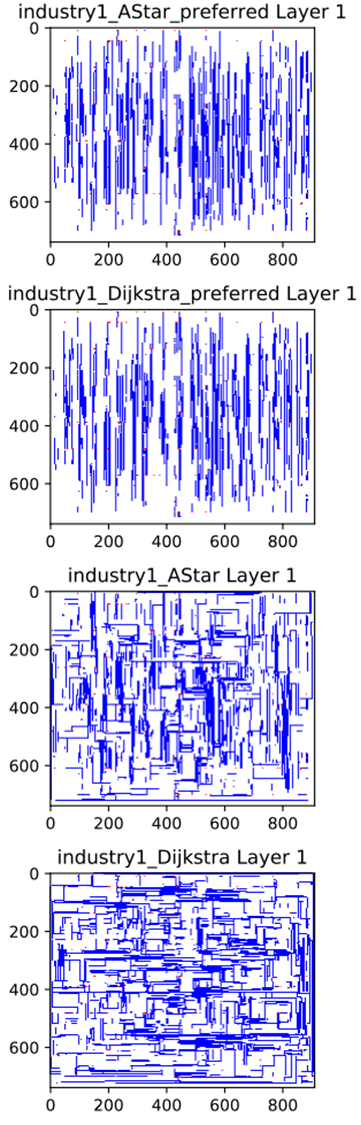 industry1_AStar_preferred Layer 1
0
200
400
600
0 200 400 600 800
industry1_Dijkstra_preferred Layer 1
0
200
400
600
0 200 400 600 800
industry1_AStar Layer 1
0
200
400
600
0 200 400 600 800
industry1_Dijkstra Layer 1
0
200
400
600
0 200 400 600 800